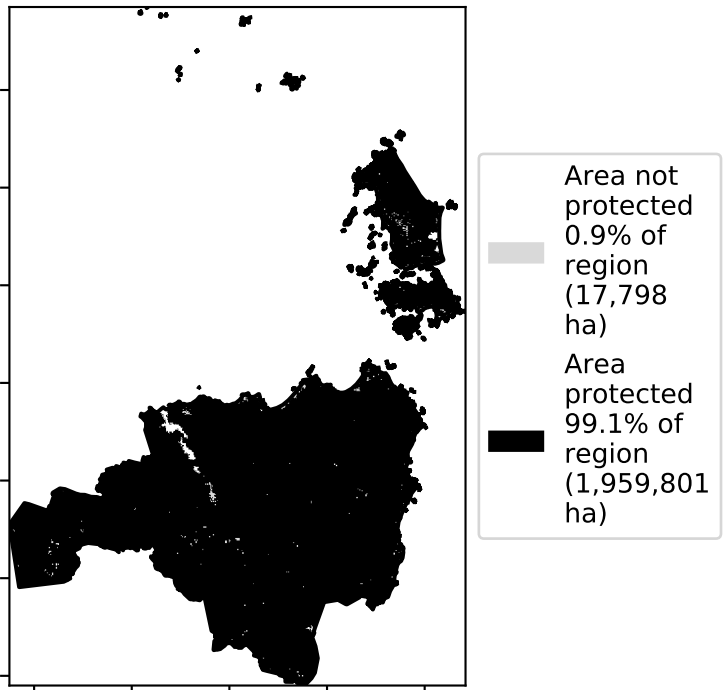 Area not
protected
0.9% of
region
(17,798
ha)
Area
protected
99.1% of
region
(1,959,801
ha)